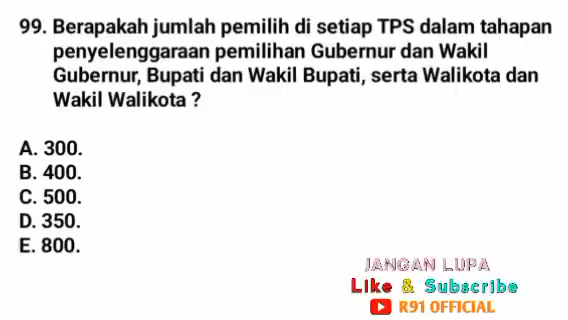 99. Berapakah jumlah pemilih di setiap TPS dalam tahapan
penyelenggaraan pemilihan Gubernur dan Wakil
Gubernur, Bupati dan Wakil Bupati, serta Walikota dan
Wakil Walikota ?
A. 300.
B. 400.
C. 500.
D. 350.
E. 800.
JANGAN LUPA
Like & Subscribe
R91 OFFICIAL